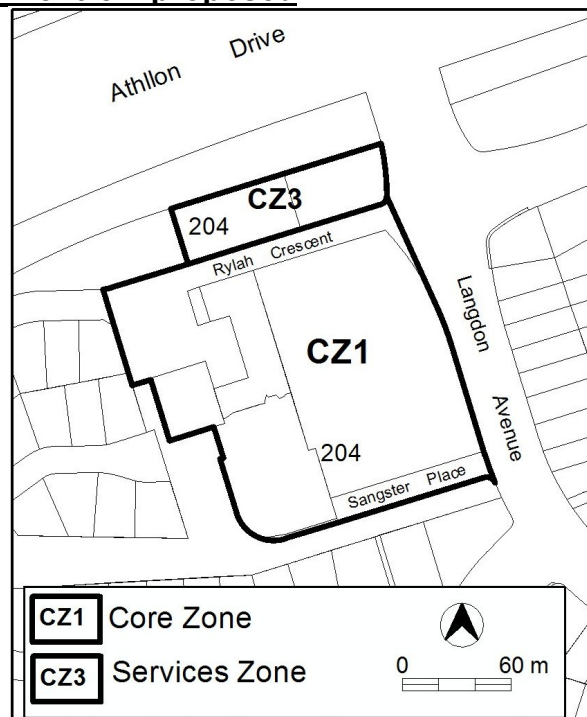 proposed
Athllon Drive
CZ3
204
Rylah Crescent
CZ1
Langdon Avenue
204
Sangster Place
CZ1 Core Zone
CZ3 Services Zone
0 60 m